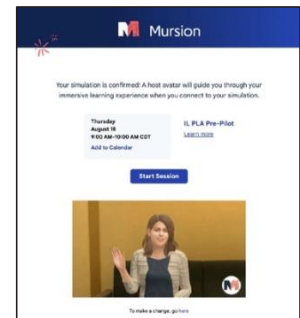 Mursion
Your simulation is confirmed! A host avatar will guide you through your
immersive learning experience when you connect to your simulation.
Thursday
August 18
9:00 AM-10:00 AM CDT
Add to Calendar
IL PLA Pre-Pilot
Learn more
Start Session
To make a change, go here